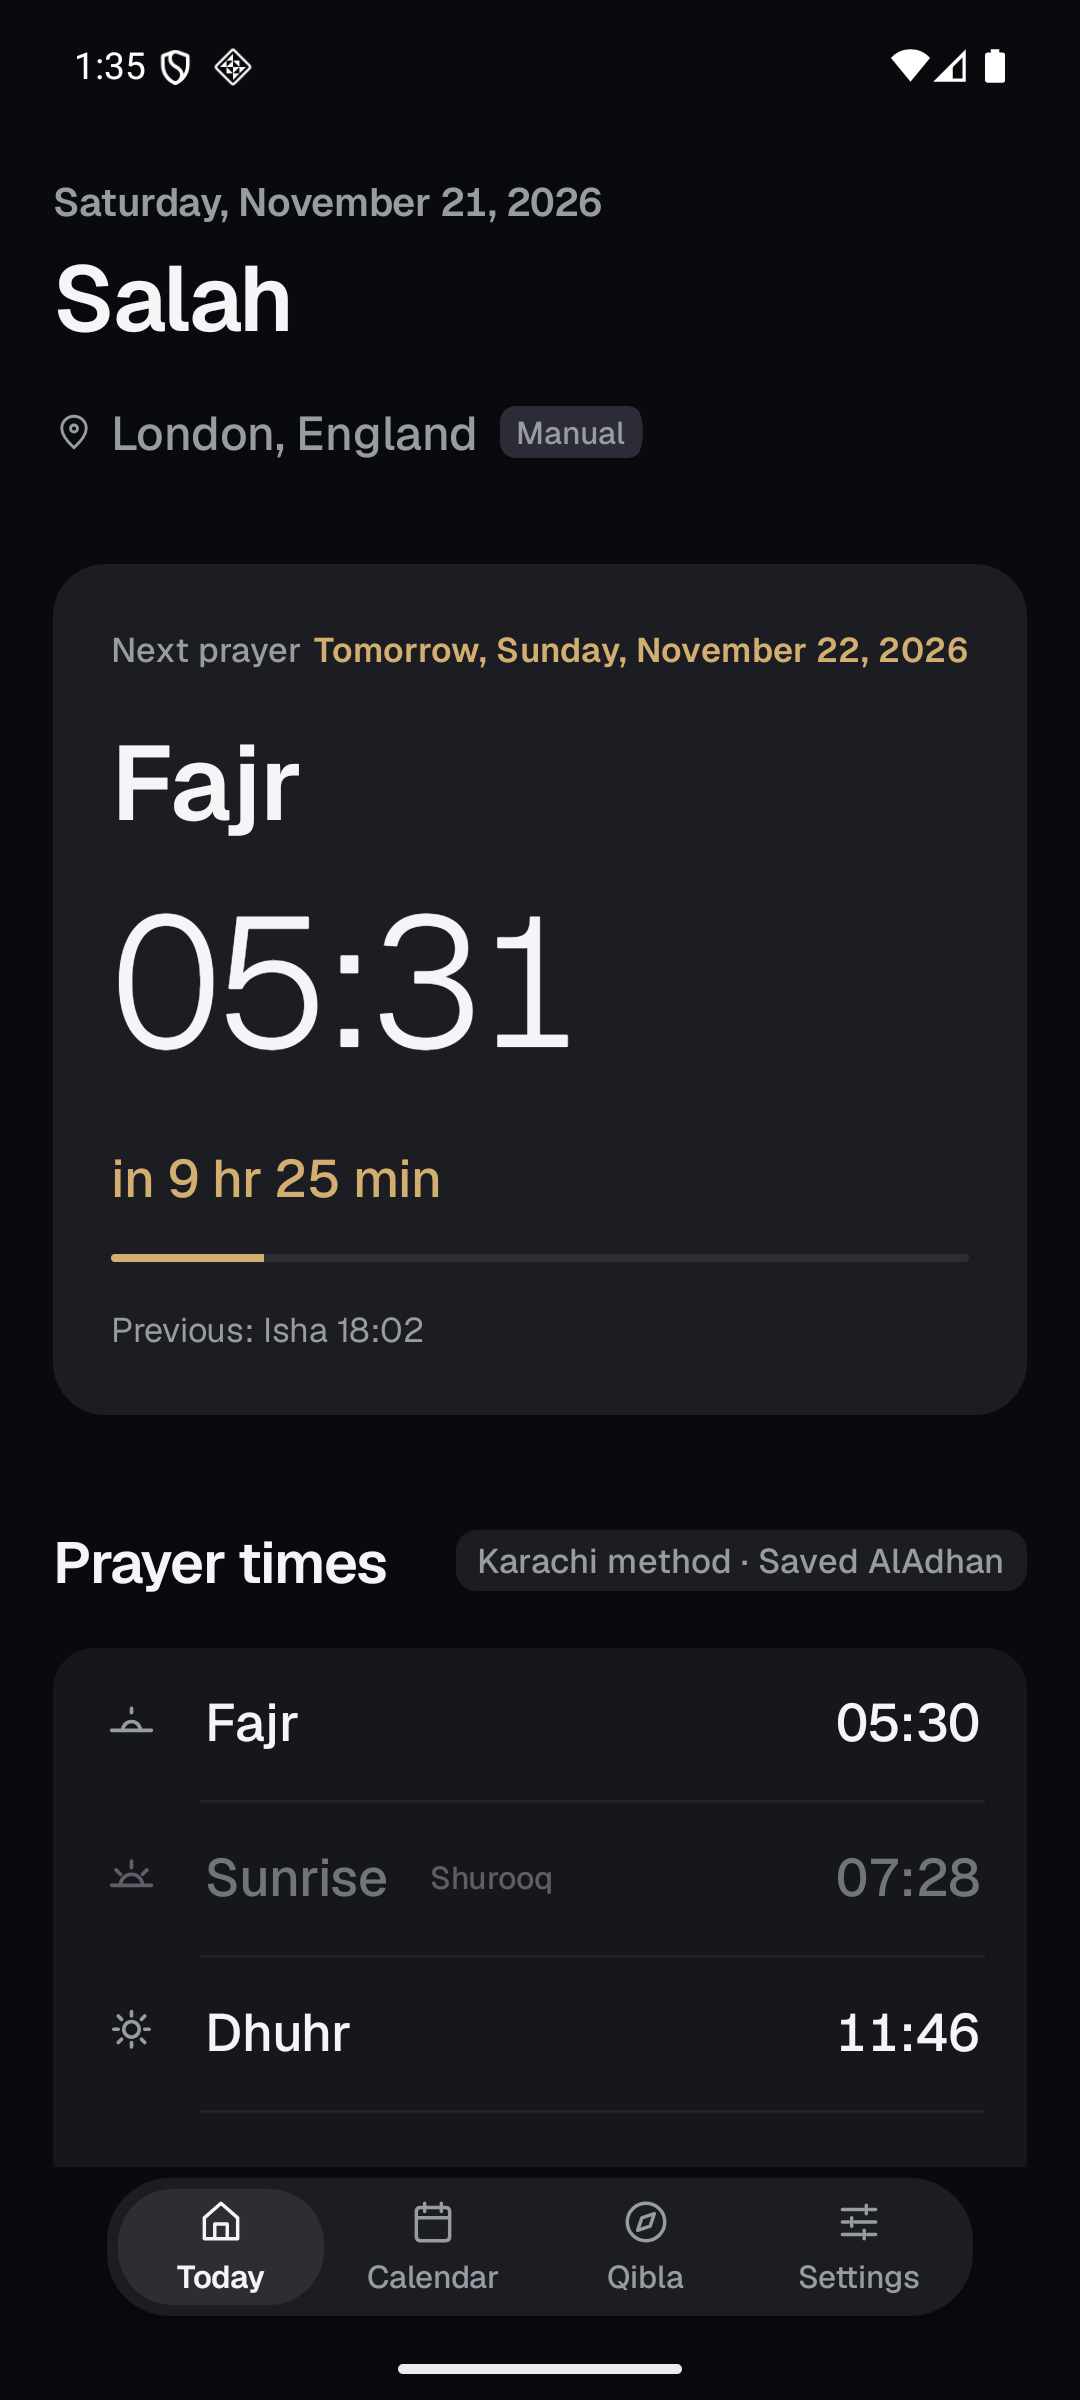 1:35
Saturday, November 21, 2026
Salah
London, England Manual
Next prayer Tomorrow, Sunday, November 22, 2026
Fajr
05:31
in 9 hr 25 min
Previous: Isha 18:02
Prayer times Karachi method · Saved AlAdhan
Fajr 05:30
Sunrise Shurooq 07:28
Dhuhr 11:46
Today Calendar Qibla Settings